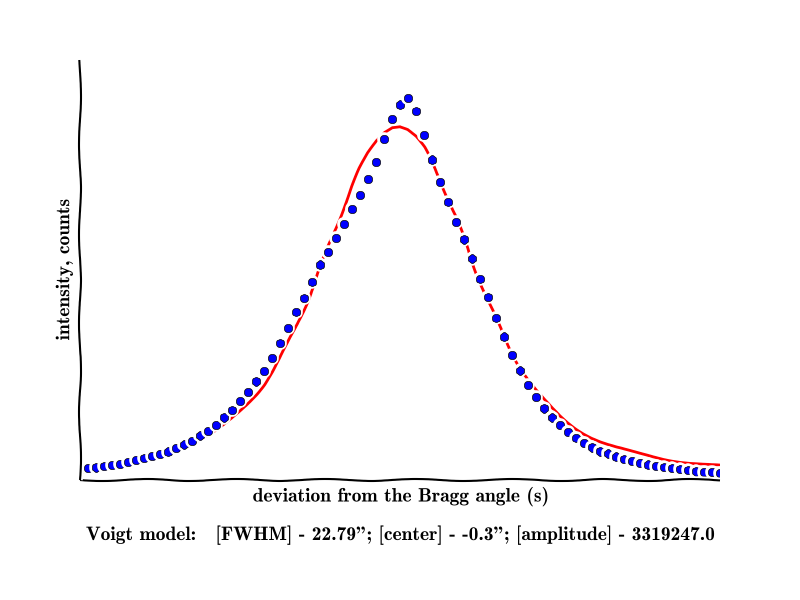 intensity, counts
deviation from the Bragg angle (s)
Voigt model: [FWHM] - 22.79”; [center] - -0.3”; [amplitude] - 3319247.0